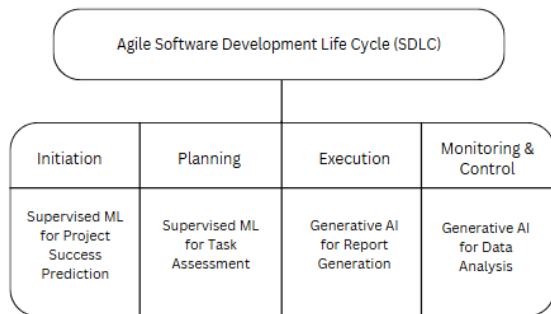 Agile Software Development Life Cycle (SDLC)
Initiation
Planning
Execution
Monitoring &
Control
Supervised ML
for Project
Success
Prediction
Supervised ML
for Task
Assessment
Generative AI
for Report
Generation
Generative AI
for Data
Analysis